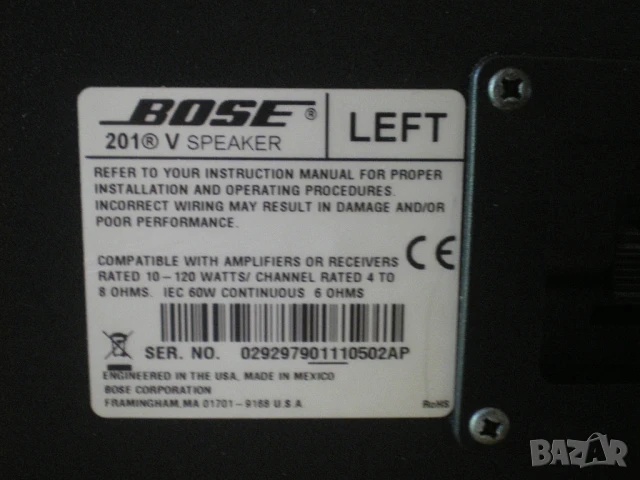 BOSE®
201® V SPEAKER
LEFT
REFER TO YOUR INSTRUCTION MANUAL FOR PROPER
INSTALLATION AND OPERATING PROCEDURES.
INCORRECT WIRING MAY RESULT IN DAMAGE AND/OR
POOR PERFORMANCE.
COMPATIBLE WITH AMPLIFIERS OR RECEIVERS
RATED 10-120 WATTS/ CHANNEL RATED 4 TO
8 OHMS. IEC 60W CONTINUOUS 6 OHMS
CE
SER. NO. 029297901110502AP
ENGINEERED IN THE USA, MADE IN MEXICO
BOSE CORPORATION
FRAMINGHAM, MA 01701-9168 U.S.A.
RoHS
BAZAR